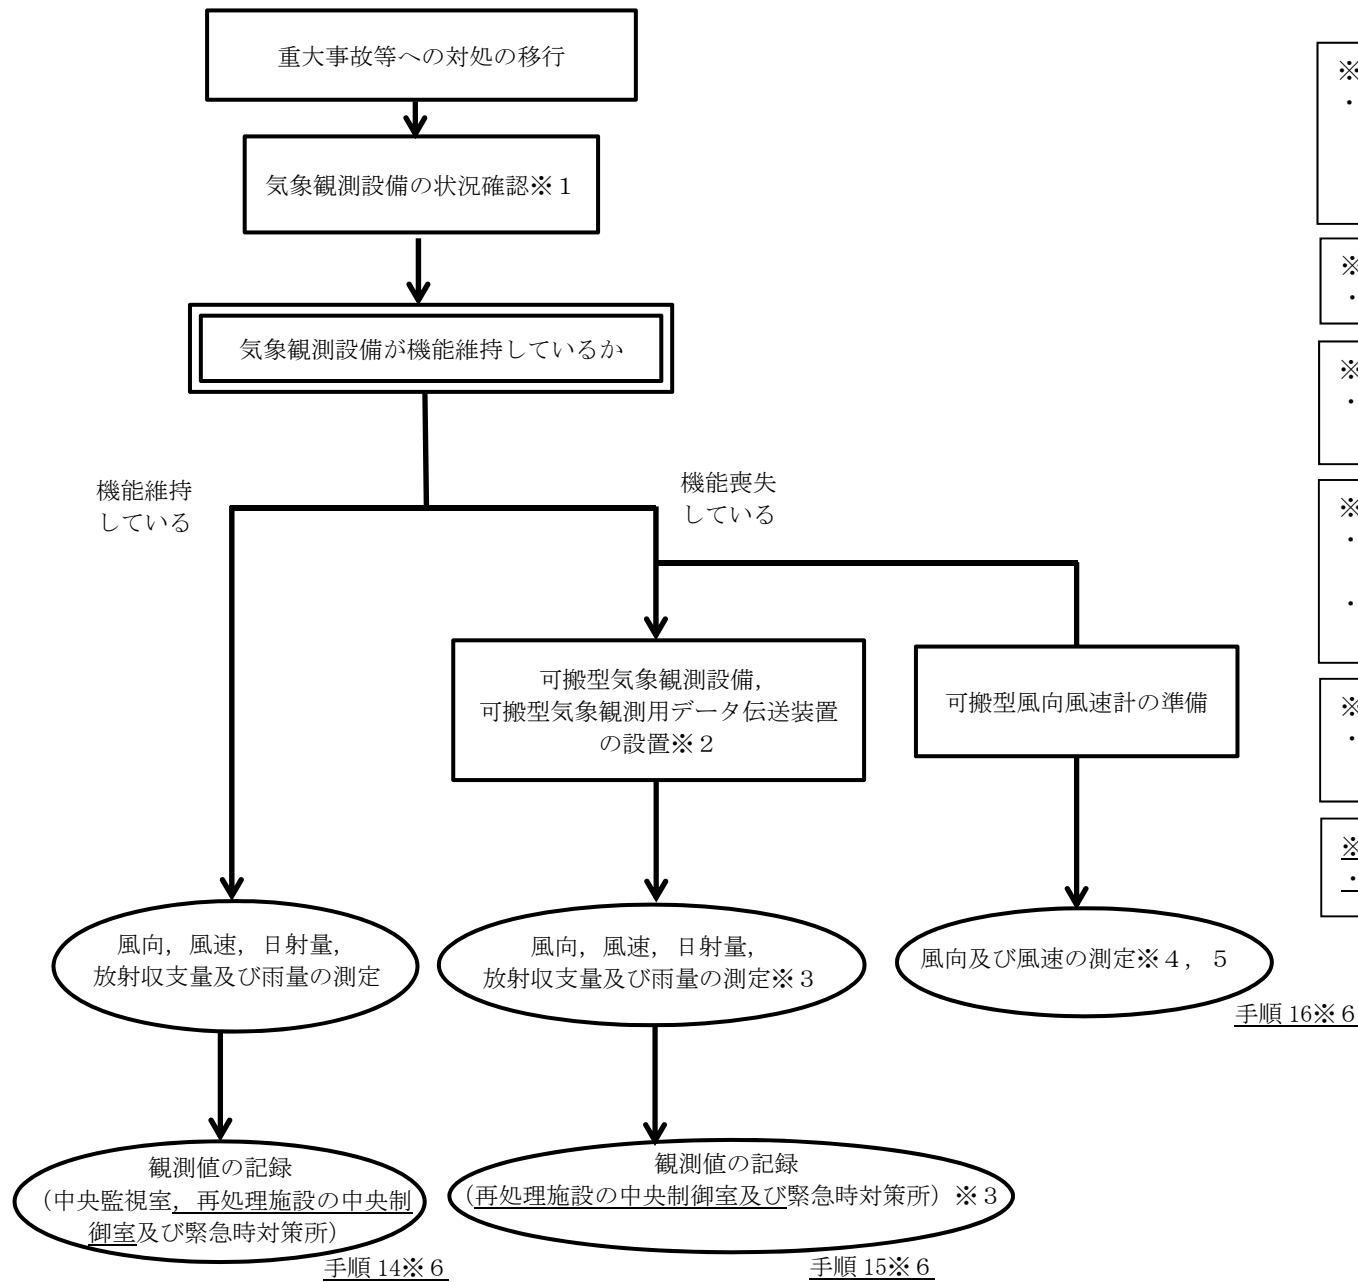 重大事故等への対処の移行
気象観測設備の状況確認※１
気象観測設備が機能維持しているか
機能維持
している
機能喪失
している
可搬型気象観測設備，
可搬型気象観測用データ伝送装置
の設置※２
可搬型風向風速計の準備
風向，風速，日射量，
放射収支量及び雨量の測定
風向，風速，日射量，
放射収支量及び雨量の測定※３
風向及び風速の測定※４，５
手順 16※６
観測値の記録
（中央監視室，再処理施設の中央制
御室及び緊急時対策所）
手順 14※６
観測値の記録
（再処理施設の中央制御室及び緊急時対策所）※３
手順 15※６
※
・
※
・
※
・
※
・
・
※
・
※
・